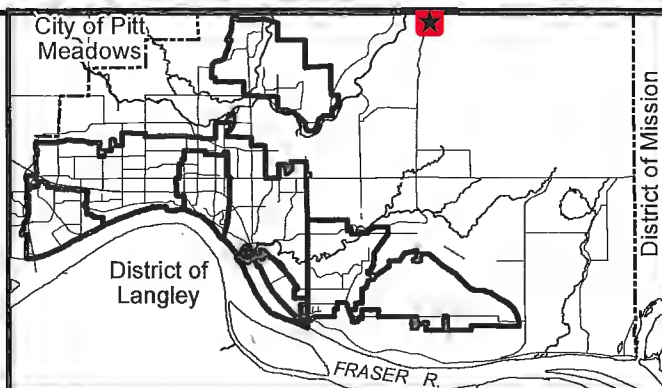 City of Pitt
Meadows
District of Mission
District of
Langley
FRASER R.